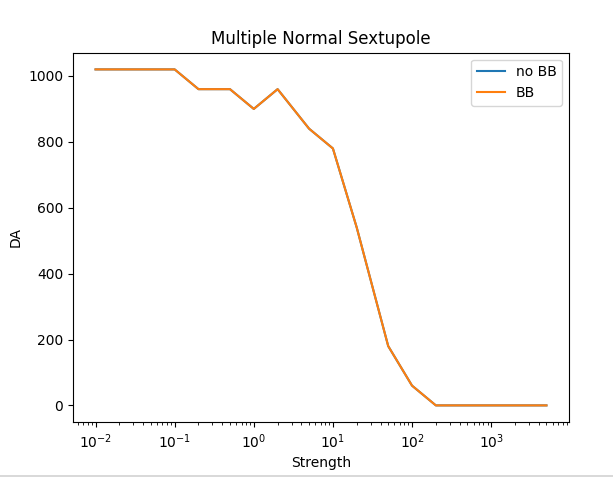 Multiple Normal Sextupole
no BB
BB
1000
800
600
400
200
0
DA
10⁻² 10⁻¹ 10⁰ 10¹ 10² 10³
Strength